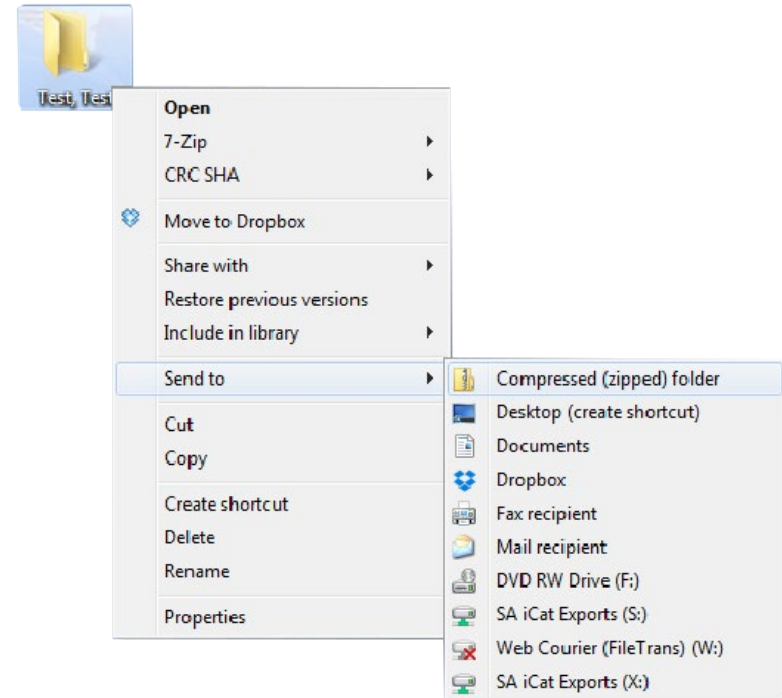 Test, Test
Open
7-Zip
CRC SHA
Move to Dropbox
Share with
Restore previous versions
Include in library
Send to
Cut
Copy
Create shortcut
Delete
Rename
Properties
Compressed (zipped) folder
Desktop (create shortcut)
Documents
Dropbox
Fax recipient
Mail recipient
DVD RW Drive (F:)
SA iCat Exports (S:)
Web Courier (FileTrans) (W:)
SA iCat Exports (X:)